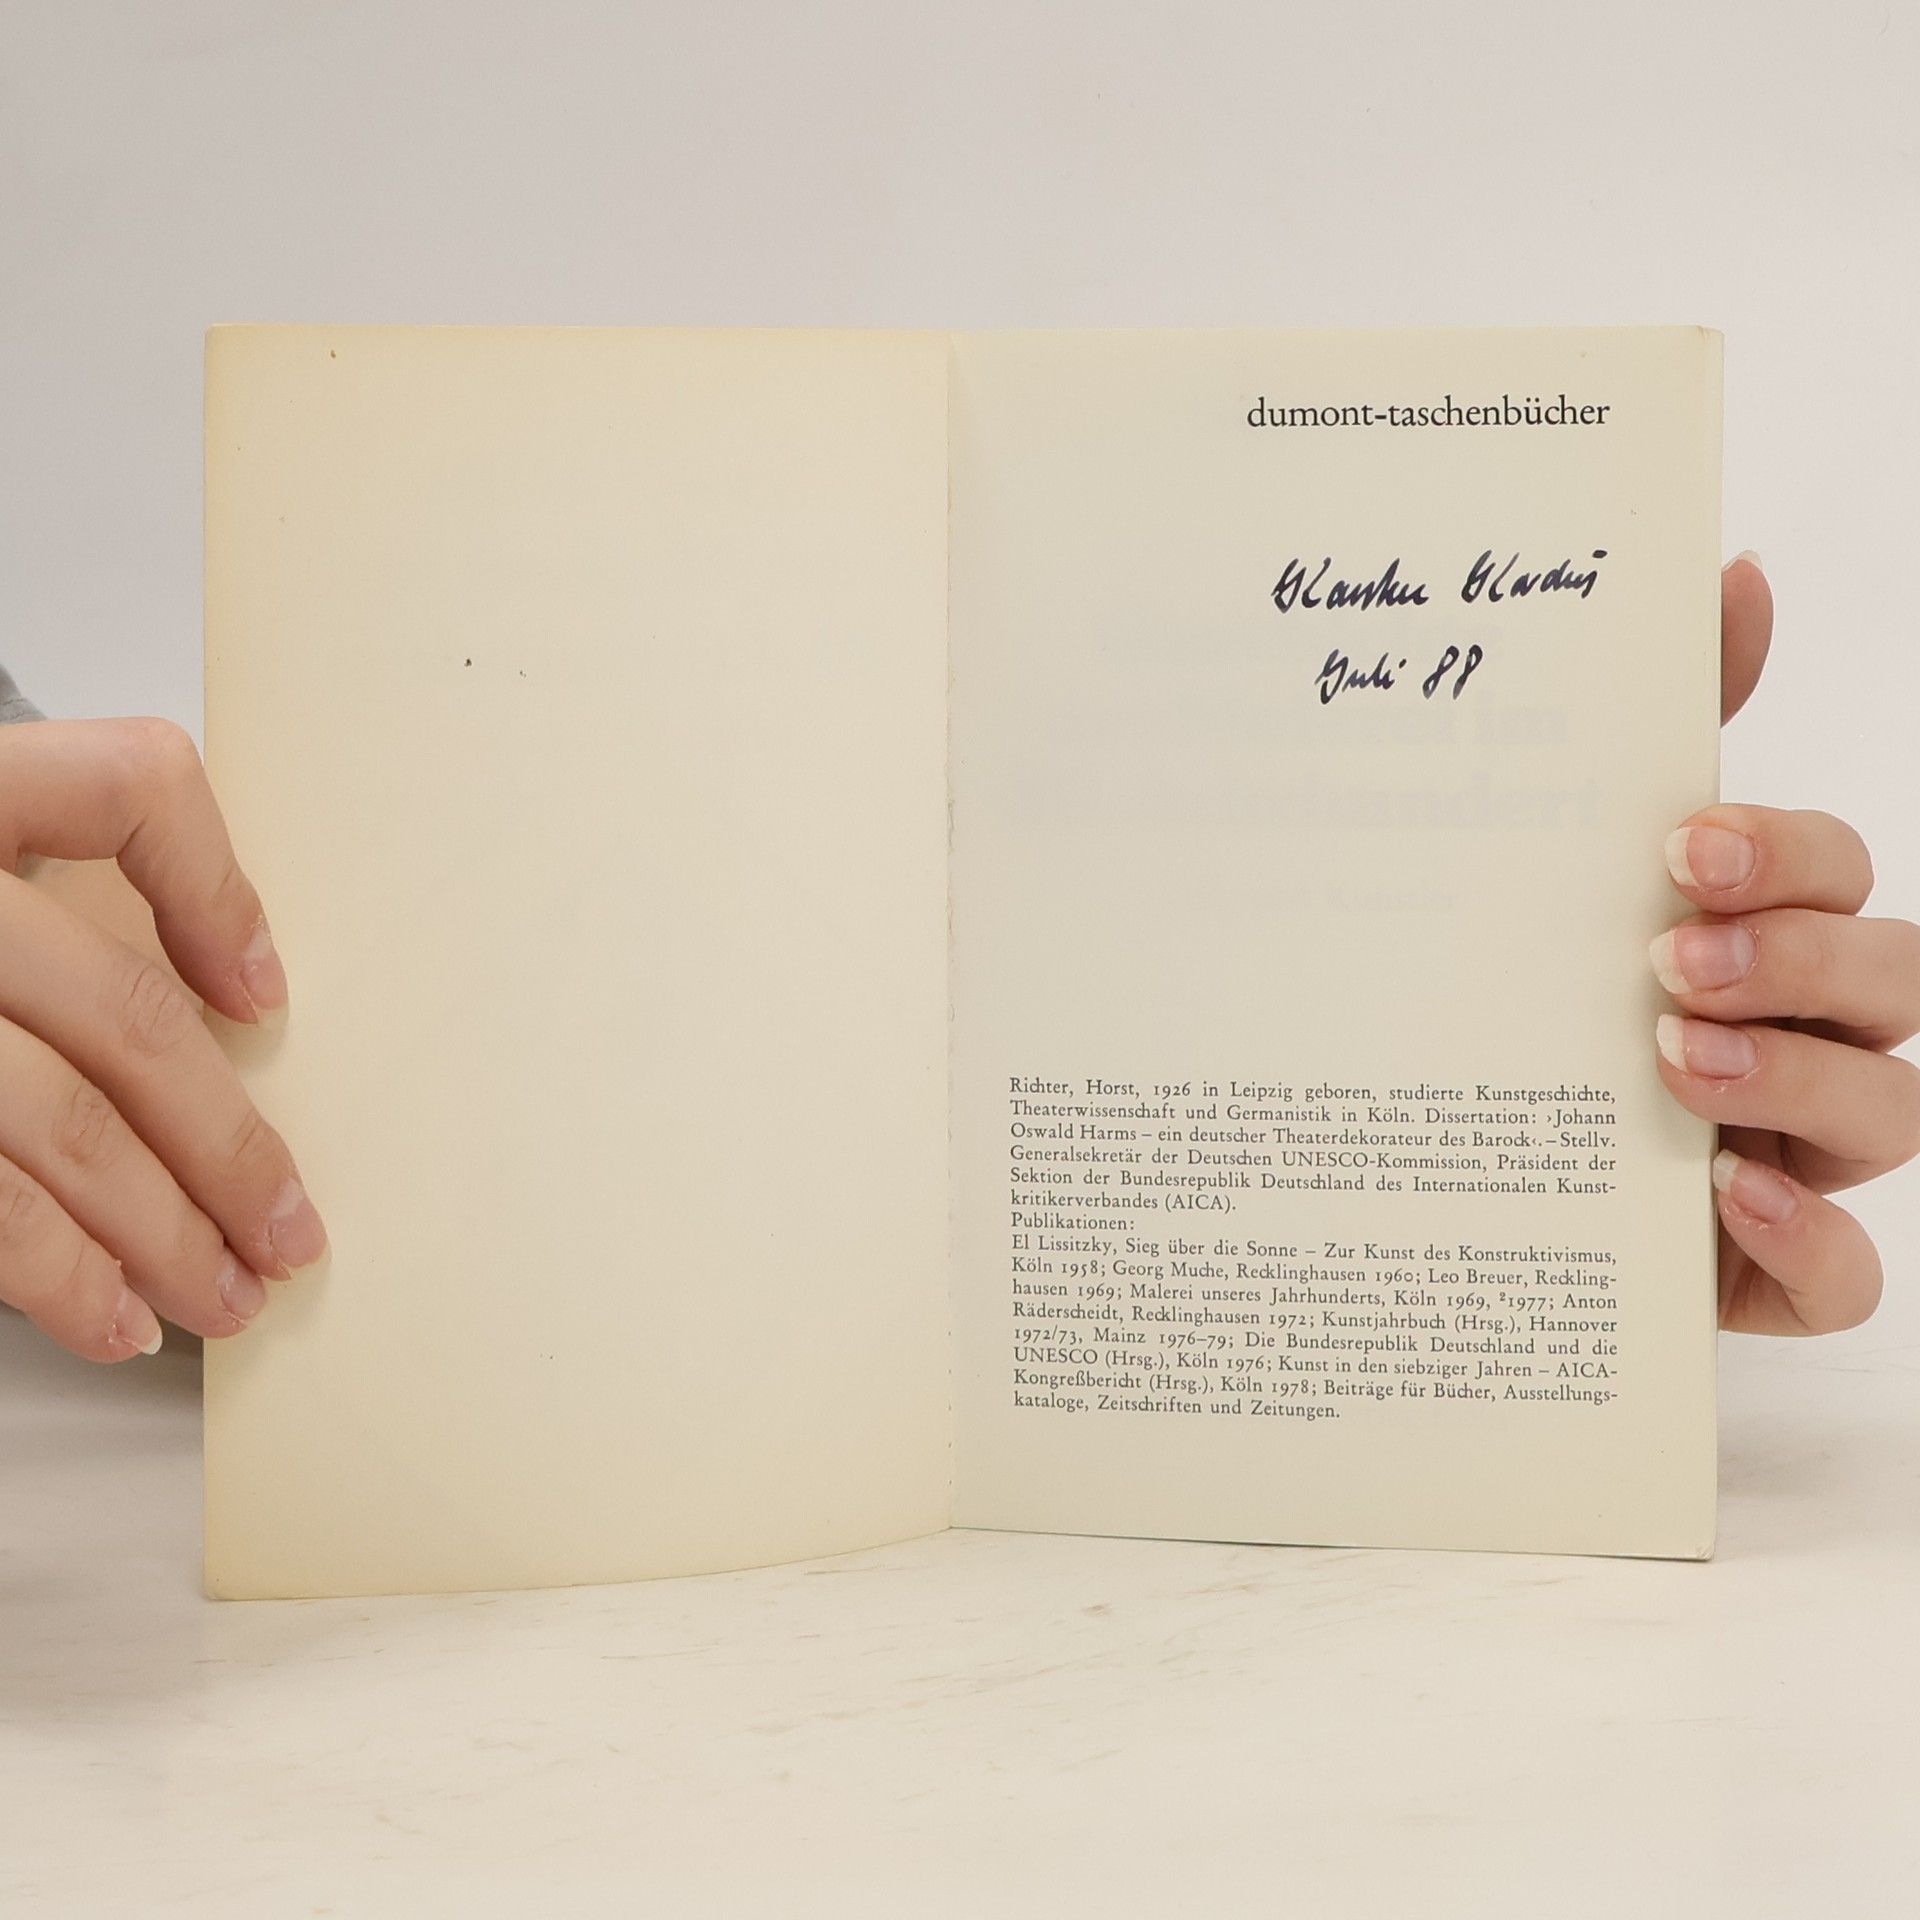 dumont-taschenbücher
Juli 88
Richter, Horst, 1926 in Leipzig geboren, studierte Kunstgeschichte,
Theaterwissenschaft und Germanistik in Köln. Dissertation: ›Johann
Oswald Harms – ein deutscher Theaterdekorateur des Barock‹. – Stellv.
Generalsekretär der Deutschen UNESCO-Kommission, Präsident der
Sektion der Bundesrepublik Deutschland des Internationalen Kunst-
kritikerverbandes (AICA).
Publikationen:
El Lissitzky, Sieg über die Sonne – Zur Kunst des Konstruktivismus,
Köln 1958; Georg Muche, Recklinghausen 1960; Leo Breuer, Reckling-
hausen 1969; Malerei unseres Jahrhunderts, Köln 1969, ²1977; Anton
Räderscheidt, Recklinghausen 1972; Kunstjahrbuch (Hrsg.), Hannover
1972/73, Mainz 1976–79; Die Bundesrepublik Deutschland und die
UNESCO (Hrsg.), Köln 1976; Kunst in den siebziger Jahren – AICA-
Kongreßbericht (Hrsg.), Köln 1978; Beiträge für Bücher, Ausstellungs-
kataloge, Zeitschriften und Zeitungen.